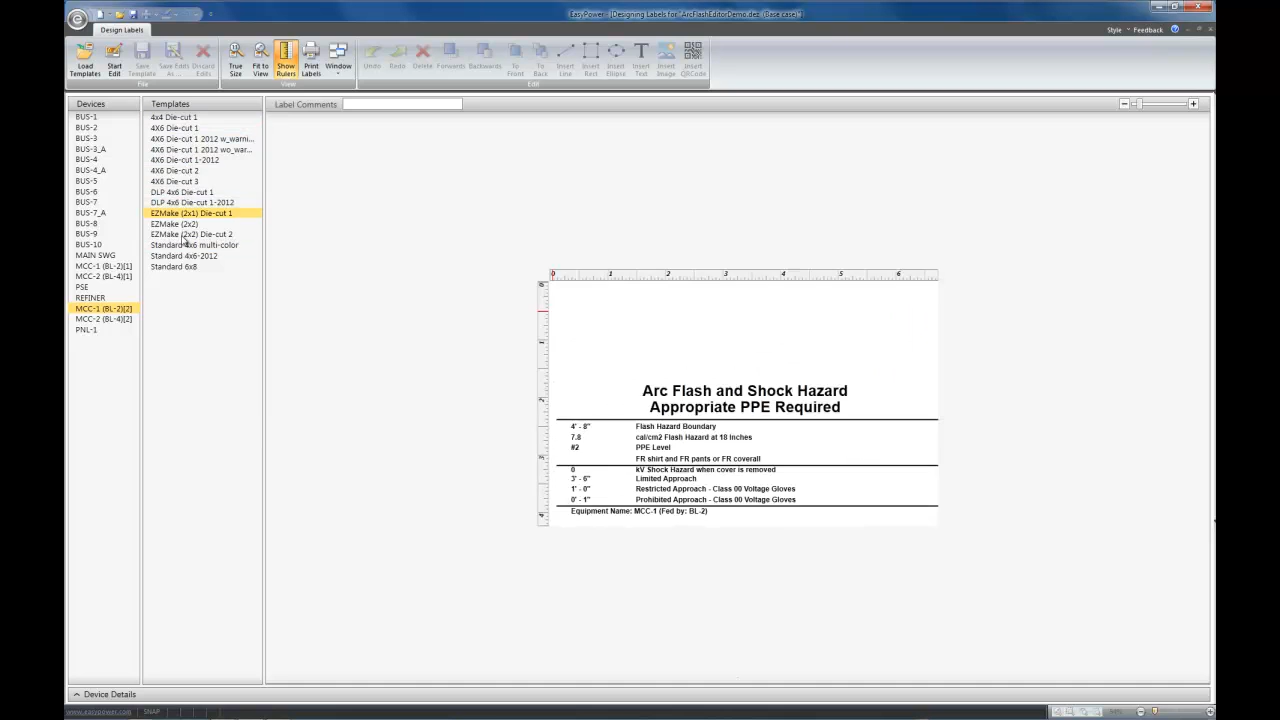 EasyPower - [Designing Labels for "ArcFlashEditorDemo.dez (Base case)"]
Design Labels
Style
Feedback
Load Templates
Start Edit
Save Template
Save Edits As ...
Discard Edits
File
True Size
Fit to View
Show Rulers
Print Labels
Window
View
Undo
Redo
Delete
Forwards
Backwards
To Front
To Back
Insert Line
Insert Rect
Insert Ellipse
Insert Text
Insert Image
Insert QRCode
Edit
Devices
BUS-1
BUS-2
BUS-3
BUS-3_A
BUS-4
BUS-4_A
BUS-5
BUS-6
BUS-7
BUS-7_A
BUS-8
BUS-9
BUS-10
MAIN SWG
MCC-1 (BL-2)[1]
MCC-2 (BL-4)[1]
PSE
REFINER
MCC-1 (BL-2)[2]
MCC-2 (BL-4)[2]
PNL-1
Templates
4x4 Die-cut 1
4X6 Die-cut 1
4X6 Die-cut 1 2012 w_warni...
4X6 Die-cut 1 2012 wo_war...
4X6 Die-cut 1-2012
4X6 Die-cut 2
4X6 Die-cut 3
DLP 4x6 Die-cut 1
DLP 4x6 Die-cut 1-2012
EZMake (2x1) Die-cut 1
EZMake (2x2)
EZMake (2x2) Die-cut 2
Standard 4x6 multi-color
Standard 4x6-2012
Standard 6x8
Label Comments
0 1 2 3 4 5 6
0
1
2
3
4
Arc Flash and Shock Hazard
Appropriate PPE Required
4' - 8" Flash Hazard Boundary
7.8 cal/cm2 Flash Hazard at 18 Inches
#2 PPE Level
FR shirt and FR pants or FR coverall
0 kV Shock Hazard when cover is removed
3' - 6" Limited Approach
1' - 0" Restricted Approach - Class 00 Voltage Gloves
0' - 1" Prohibited Approach - Class 00 Voltage Gloves
Equipment Name: MCC-1 (Fed by: BL-2)
Device Details
www.easypower.com
SNAP